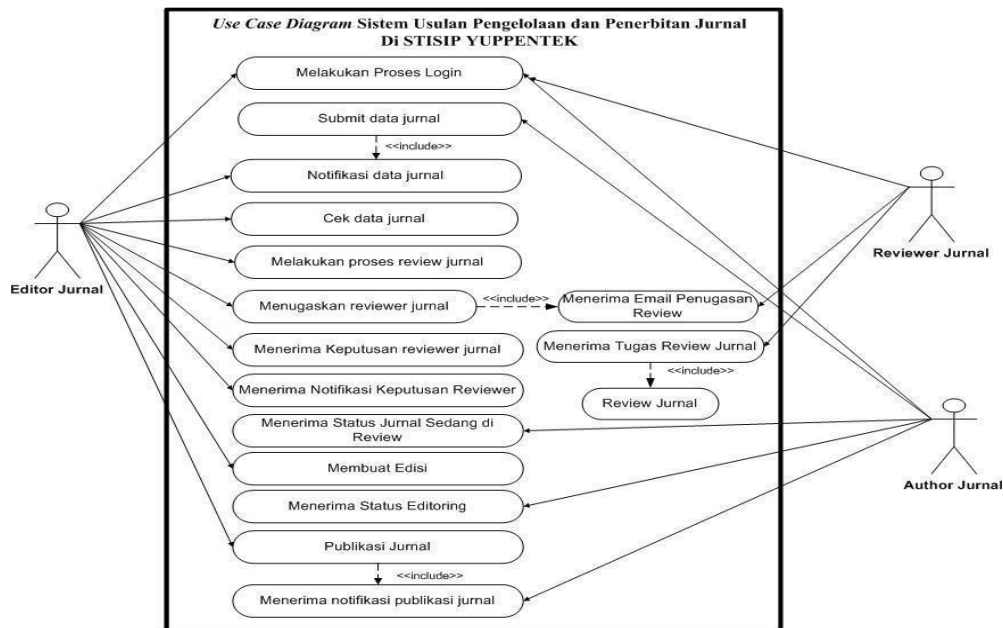 Use Case Diagram Sistem Usulan Pengelolaan dan Penerbitan Jurnal
Di STISIP YUPPENTEK
Melakukan Proses Login
Submit data jurnal
<<include>>
Notifikasi data jurnal
Cek data jurnal
Melakukan proses review jurnal
Menugaskan reviewer jurnal
<<include>>
Menerima Email Penugasan
Review
Menerima Keputusan reviewer jurnal
Menerima Tugas Review Jurnal
<<include>>
Menerima Notifikasi Keputusan Reviewer
Review Jurnal
Menerima Status Jurnal Sedang di
Review
Membuat Edisi
Menerima Status Editoring
Publikasi Jurnal
<<include>>
Menerima notifikasi publikasi jurnal
Editor Jurnal
Reviewer Jurnal
Author Jurnal